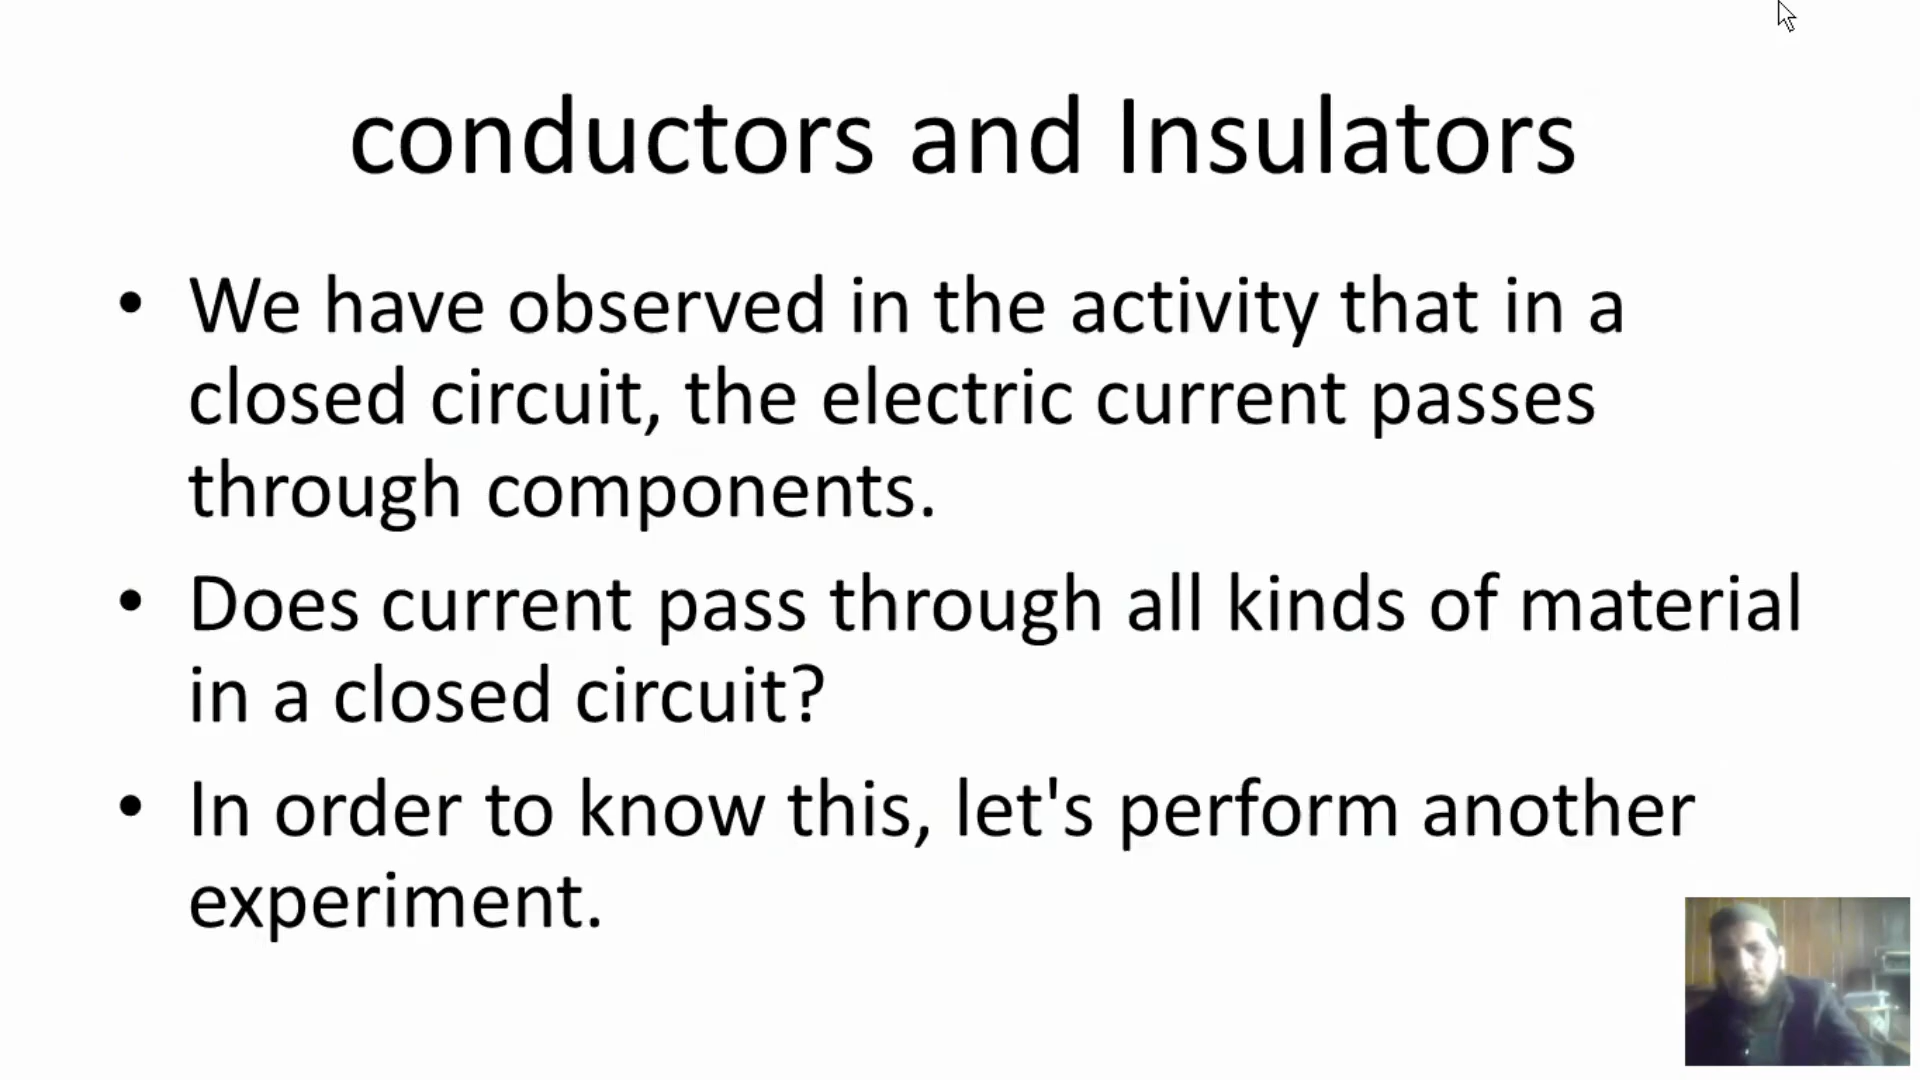 conductors and Insulators
• We have observed in the activity that in a
closed circuit, the electric current passes
through components.
• Does current pass through all kinds of material
in a closed circuit?
• In order to know this, let's perform another
experiment.